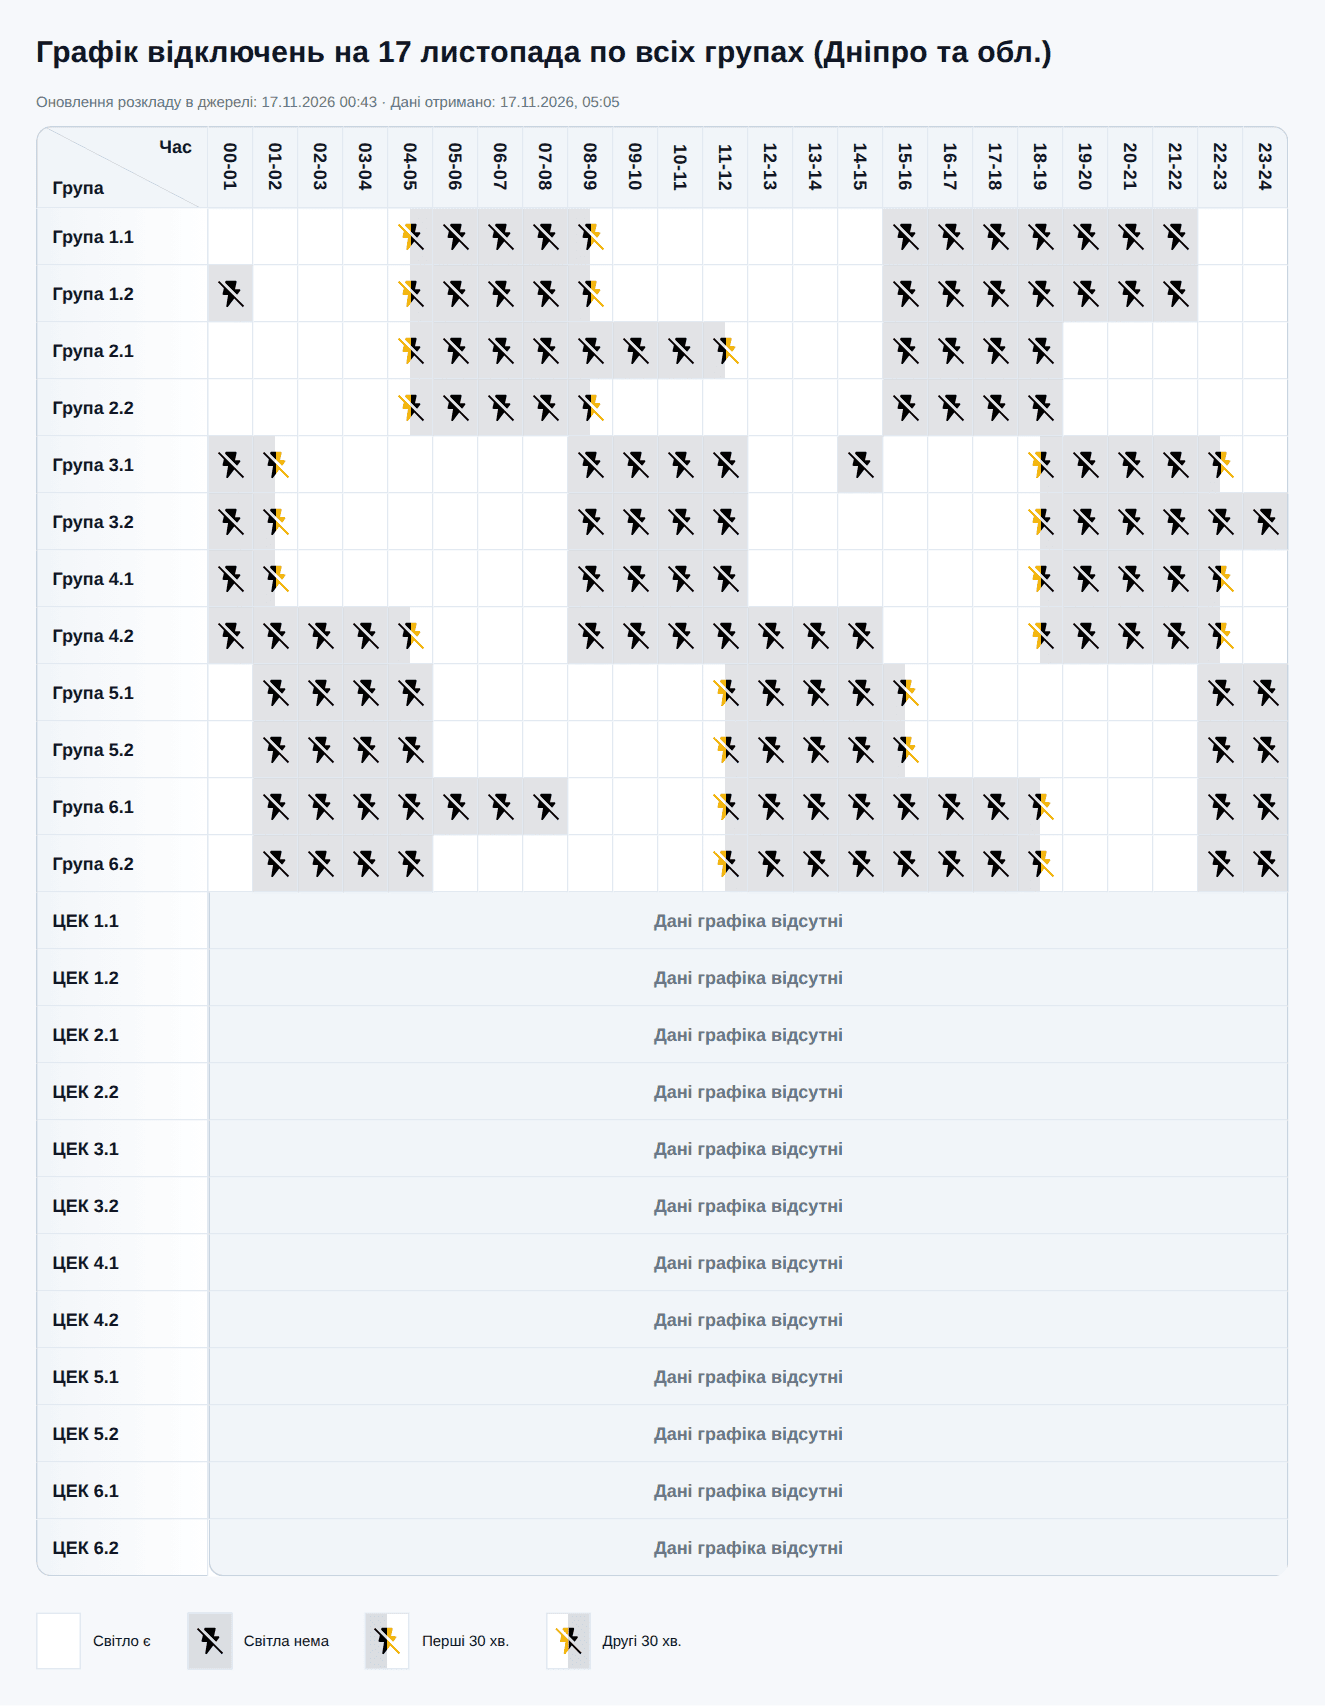 Графік відключень на 17 листопада по всіх групах (Дніпро та обл.)
Оновлення розкладу в джерелі: 17.11.2026 00:43 · Дані отримано: 17.11.2026, 05:05
Час
Група
00-01 01-02 02-03 03-04 04-05 05-06 06-07 07-08 08-09 09-10 10-11 11-12 12-13 13-14 14-15 15-16 16-17 17-18 18-19 19-20 20-21 21-22 22-23 23-24
Група 1.1
Група 1.2
Група 2.1
Група 2.2
Група 3.1
Група 3.2
Група 4.1
Група 4.2
Група 5.1
Група 5.2
Група 6.1
Група 6.2
ЦЕК 1.1 Дані графіка відсутні
ЦЕК 1.2 Дані графіка відсутні
ЦЕК 2.1 Дані графіка відсутні
ЦЕК 2.2 Дані графіка відсутні
ЦЕК 3.1 Дані графіка відсутні
ЦЕК 3.2 Дані графіка відсутні
ЦЕК 4.1 Дані графіка відсутні
ЦЕК 4.2 Дані графіка відсутні
ЦЕК 5.1 Дані графіка відсутні
ЦЕК 5.2 Дані графіка відсутні
ЦЕК 6.1 Дані графіка відсутні
ЦЕК 6.2 Дані графіка відсутні
Світло є Світла нема Перші 30 хв. Другі 30 хв.